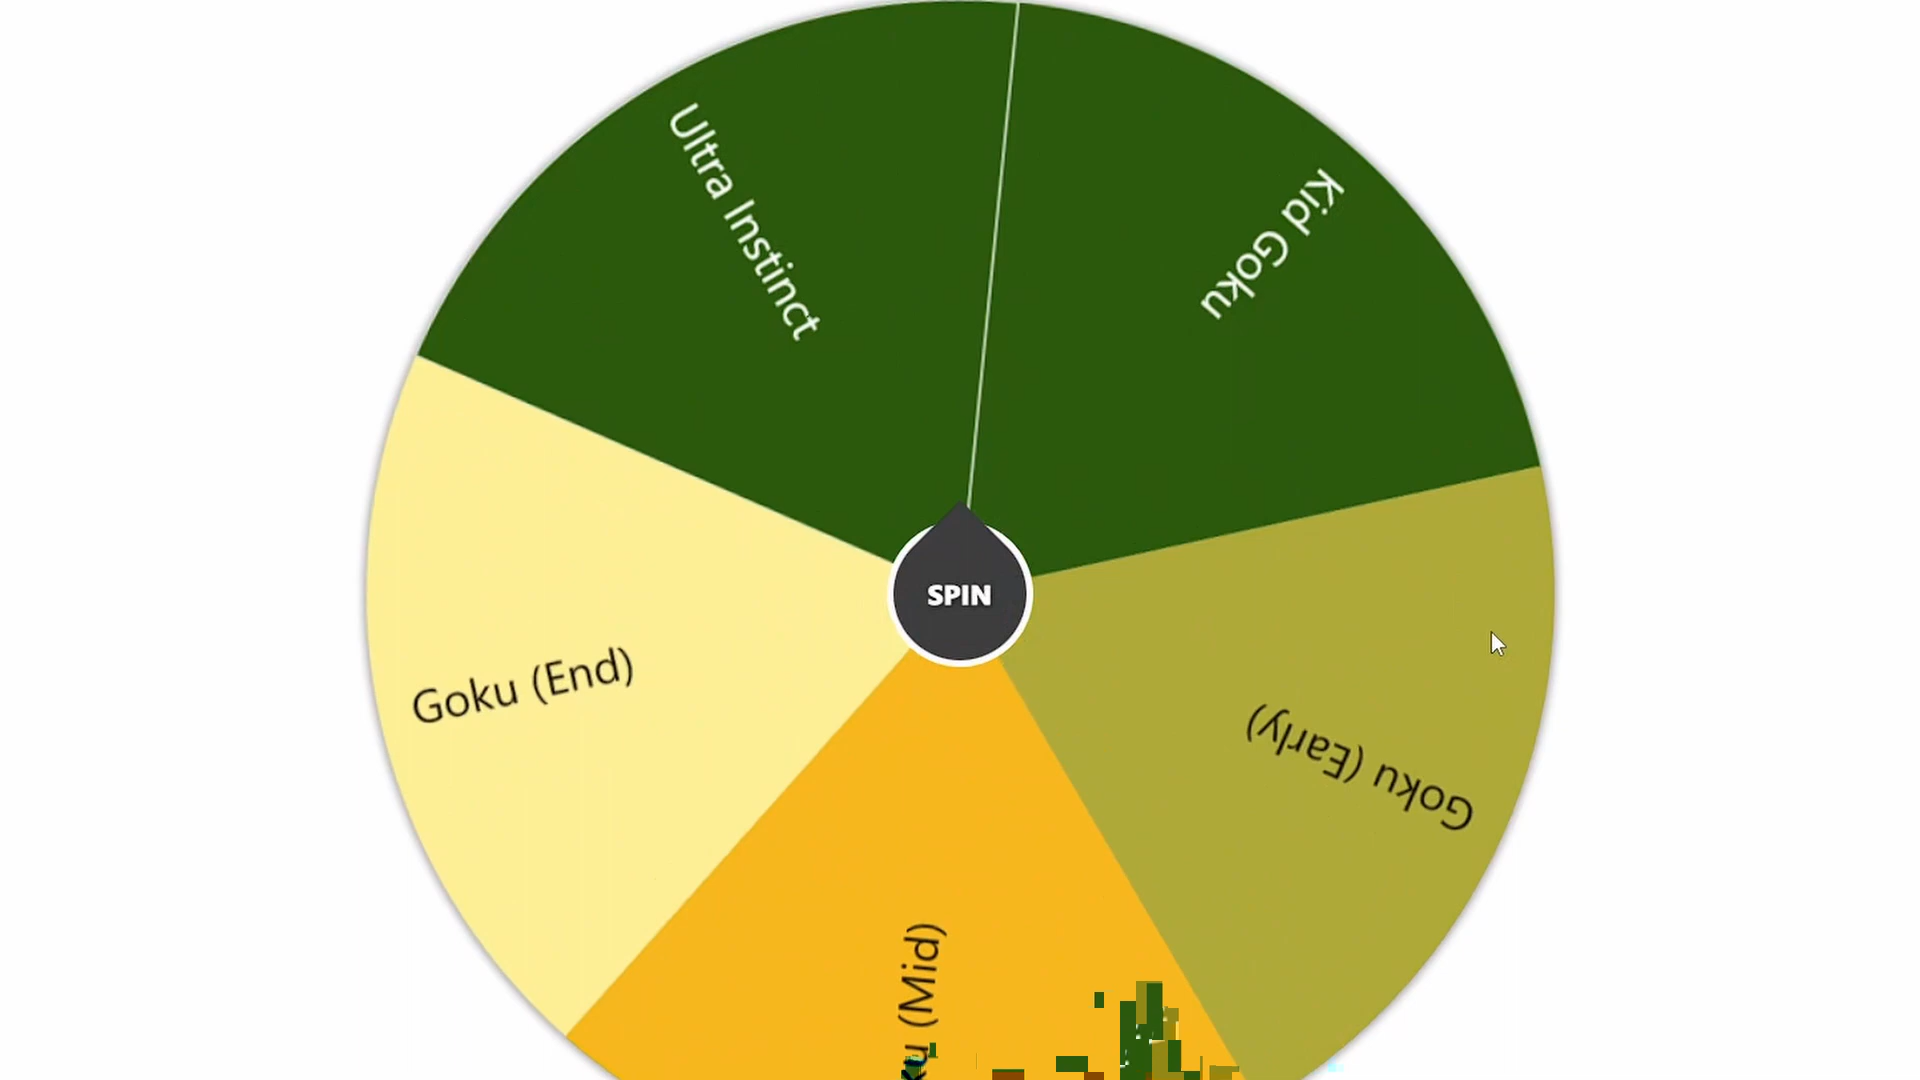 Ultra Instinct
Kid Goku
SPIN
Goku (End)
Goku (Early)
(Mid)